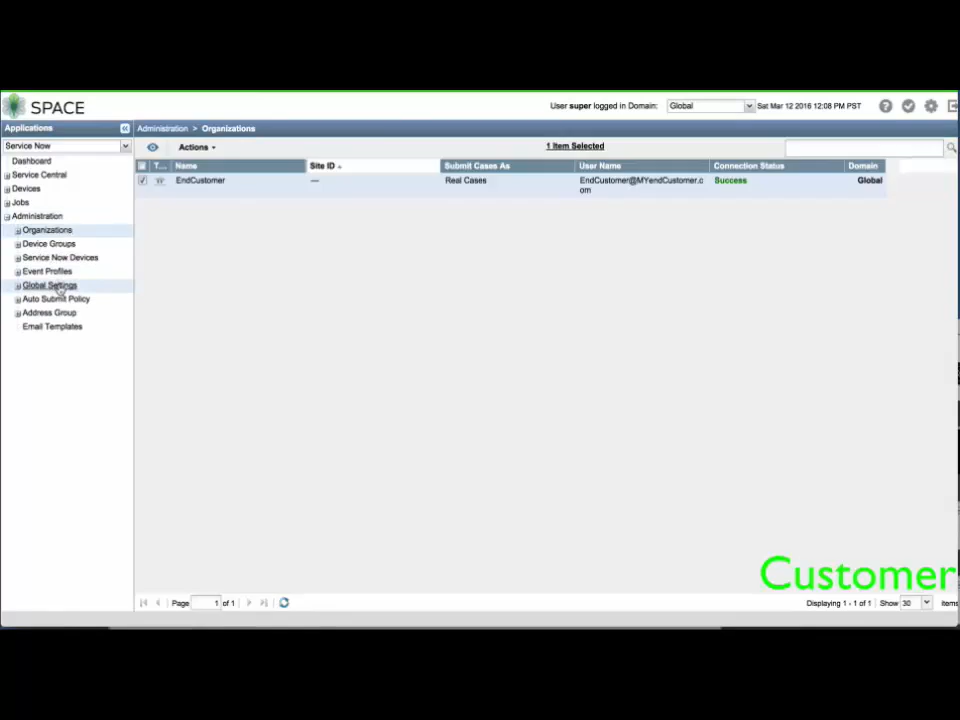 SPACE
User super logged in Domain: Global Sat Mar 12 2016 12:08 PM PST
Applications
Administration > Organizations
Service Now
Actions
1 Item Selected
Dashboard
Service Central
Devices
Jobs
Administration
Organizations
Device Groups
Service Now Devices
Event Profiles
Global Settings
Auto Submit Policy
Address Group
Email Templates
T... Name Site ID Submit Cases As User Name Connection Status Domain
EndCustomer — Real Cases EndCustomer@MYendCustomer.c Success Global
om
Customer
Page 1 of 1
Displaying 1 - 1 of 1 Show 30 items